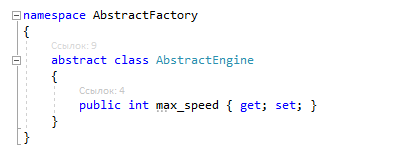 namespace AbstractFactory
{
Ссылок: 9
abstract class AbstractEngine
{
Ссылок: 4
public int max_speed { get; set; }
}
}